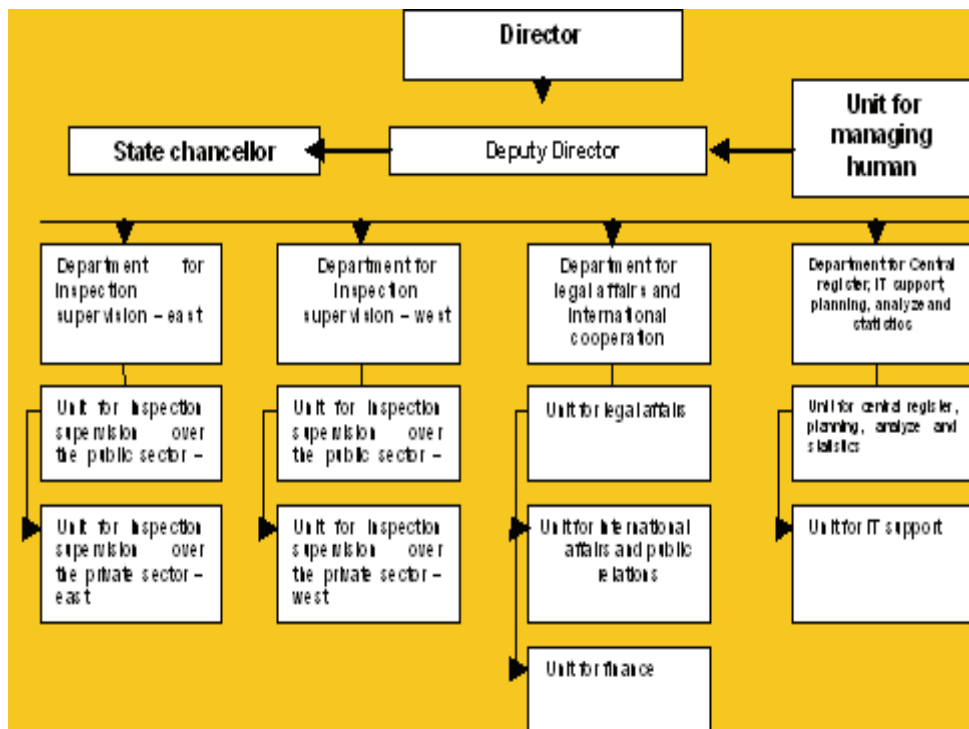 Director
Unit for
managing
human
State chancellor
Deputy Director
Department for
Inspection
supervision – east
Department for
Inspection
supervision – west
Department for
legal affairs and
International
cooperation
Department for Central
register, IT support,
planning, analyze and
statistics
Unit for Inspection
supervision over
the public sector –
Unit for Inspection
supervision over
the public sector –
Unit for legal affairs
Unit for central register,
planning, analyze and
statistics
Unit for Inspection
supervision over
the private sector –
east
Unit for Inspection
supervision over
the private sector –
west
Unit for International
affairs and public
relations
Unit for IT support
Unit for finance